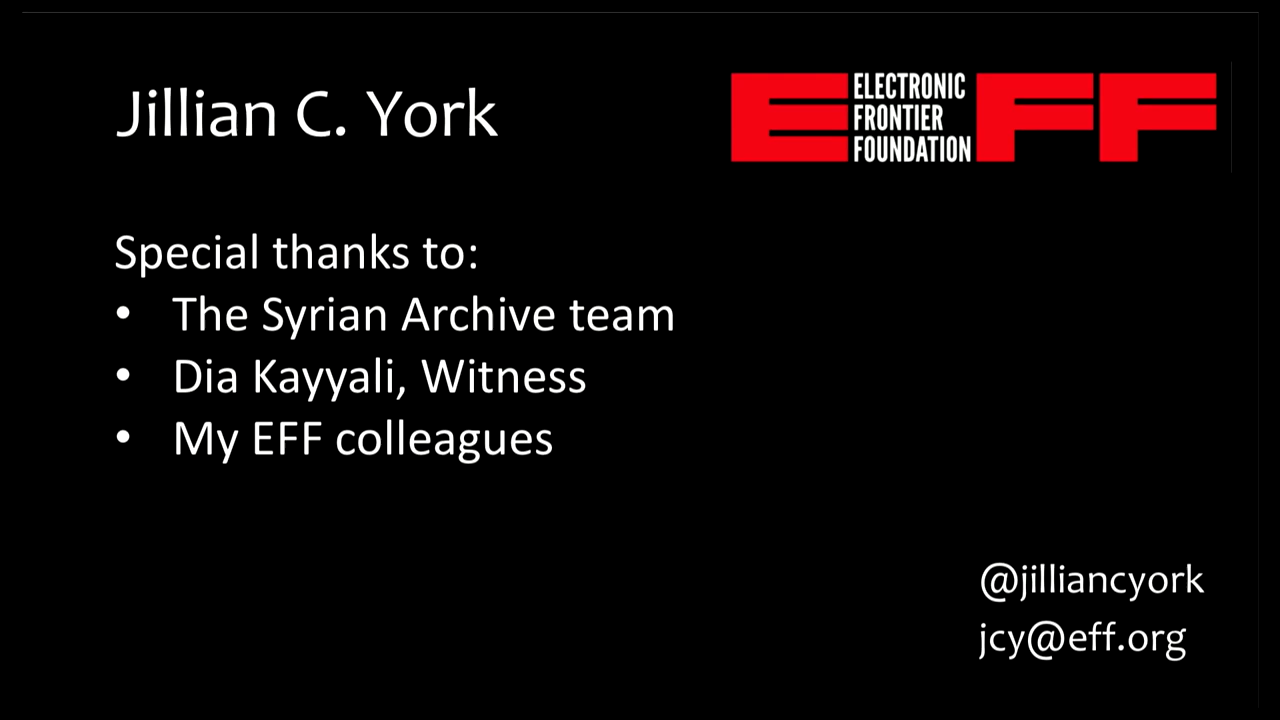 Jillian C. York
ELECTRONIC
FRONTIER
FOUNDATION
EFF
Special thanks to:
• The Syrian Archive team
• Dia Kayyali, Witness
• My EFF colleagues
@jilliancyork
jcy@eff.org